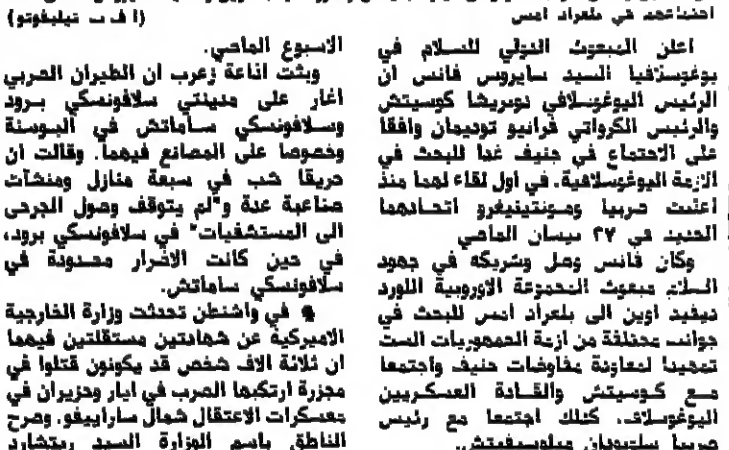 اجتماعهم في بلغراد امس
(ا ف ب تيليفوتو)
اعلن المبعوث الدولي للسلام في
يوغوسلافيا السيد سايروس فانس ان
الرئيس اليوغوسلافي دوبريشا كوسيتش
والرئيس الكرواتي فرانيو توديمان وافقا
على الاجتماع في جنيف غدا للبحث في
الازمة اليوغوسلافية، في اول لقاء لهما منذ
اعلنت صربيا ومونتينيغرو اتحادهما
الجديد في ٢٧ نيسان الماضي
وكان فانس وصل وشريكه في جهود
السلام مبعوث المجموعة الاوروبية اللورد
ديفيد اوين الى بلغراد امس للبحث في
جوانب مختلفة من ازمة الجمهوريات الست
تمهيدا لمعاودة مفاوضات جنيف واجتمعا
مع كوسيتش والقادة العسكريين
اليوغوسلاف. كذلك اجتمعا مع رئيس
صربيا سلوبودان ميلوسيفيتش.
الاسبوع الماضي.
وبثت اذاعة زغرب ان الطيران الصربي
اغار على مدينتي سلافونسكي برود
وسلافونسكي ساماتش في البوسنة
وخصوصا على المصانع فيهما. وقالت ان
حريقا شب في سبعة منازل ومنشآت
صناعية عدة و"لم يتوقف وصول الجرحى
الى المستشفيات" في سلافونسكي برود،
في حين كانت الاضرار محدودة في
سلافونسكي ساماتش.
● في واشنطن تحدثت وزارة الخارجية
الاميركية عن شهادتين مستقلتين فيهما
ان ثلاثة الاف شخص قد يكونون قتلوا في
مجزرة ارتكبها الصرب في ايار وحزيران في
معسكرات الاعتقال شمال ساراييفو. وصرح
الناطق باسم الوزارة السيد ريتشارد